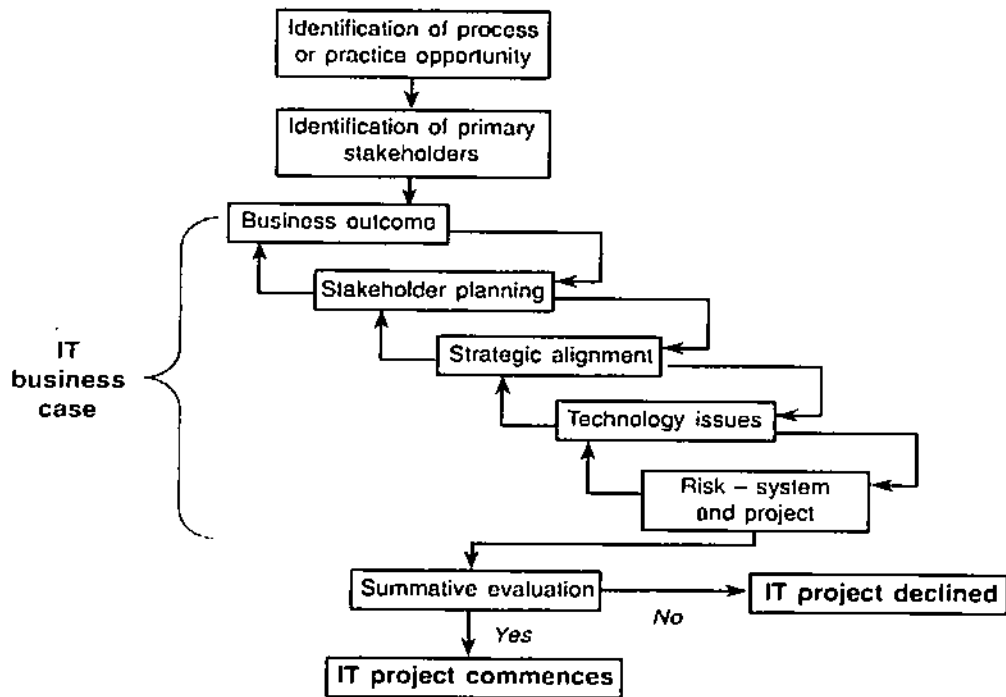 Identification of process
or practice opportunity
Identification of primary
stakeholders
Business outcome
Stakeholder planning
Strategic alignment
IT
business
case
Technology issues
Risk – system
and project
Summative evaluation
IT project declined
No
Yes
IT project commences